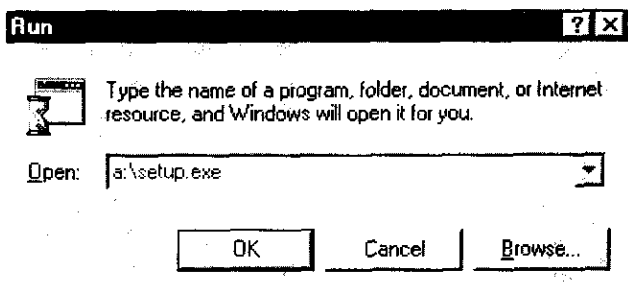 Run
Type the name of a program, folder, document, or Internet
resource, and Windows will open it for you.
Open: a:\setup.exe
OK Cancel Browse...